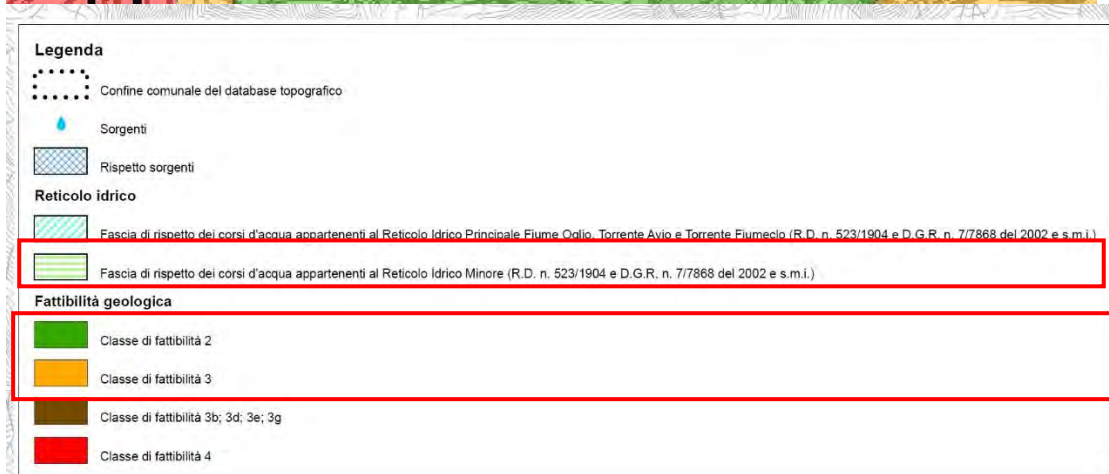 Legenda
Confine comunale del database topografico
Sorgenti
Rispetto sorgenti
Reticolo idrico
Fascia di rispetto dei corsi d'acqua appartenenti al Reticolo Idrico Principale Fiume Oglio, Torrente Avio e Torrente Fiumeclo (R.D. n. 523/1904 e D.G.R. n. 7/7868 del 2002 e s.m.i.)
Fascia di rispetto dei corsi d'acqua appartenenti al Reticolo Idrico Minore (R.D. n. 523/1904 e D.G.R. n. 7/7868 del 2002 e s.m.i.)
Fattibilità geologica
Classe di fattibilità 2
Classe di fattibilità 3
Classe di fattibilità 3b; 3d; 3e; 3g
Classe di fattibilità 4